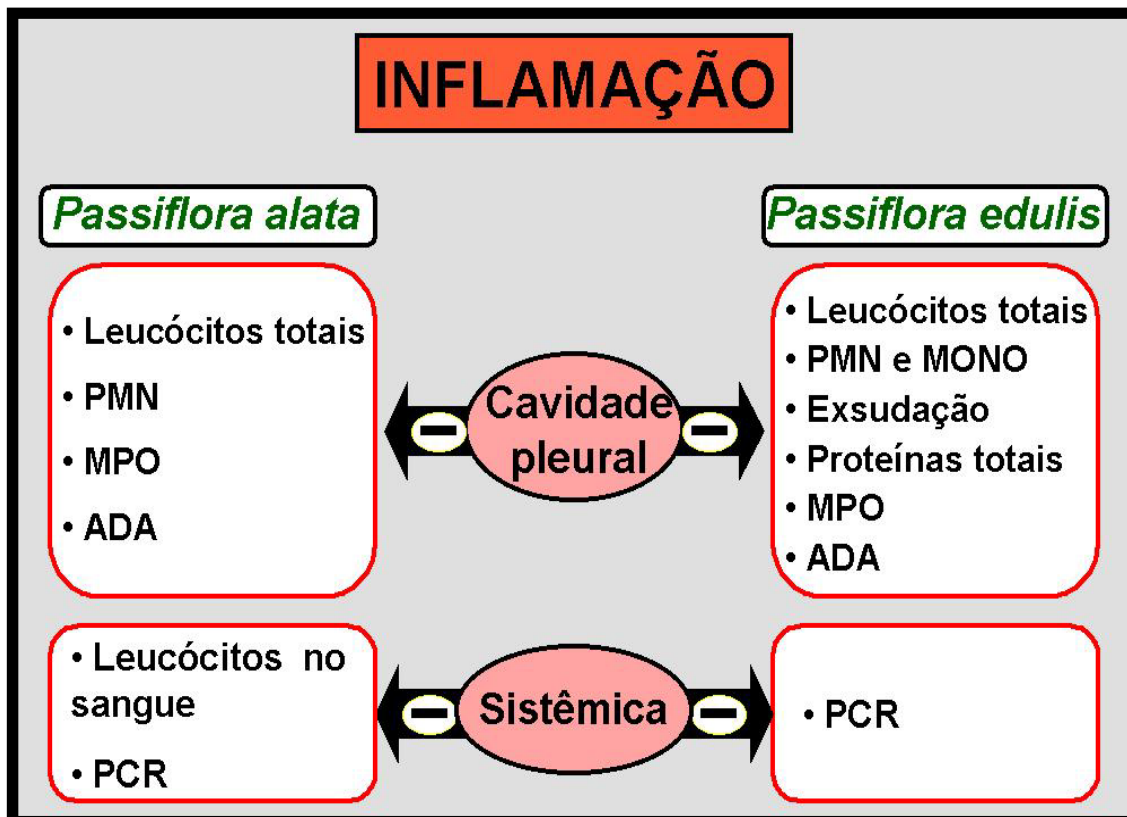 INFLAMAÇÃO
Passiflora alata
Passiflora edulis
• Leucócitos totais
• PMN
• MPO
• ADA
Cavidade
pleural
• Leucócitos totais
• PMN e MONO
• Exsudação
• Proteínas totais
• MPO
• ADA
• Leucócitos no
sangue
• PCR
Sistêmica
• PCR